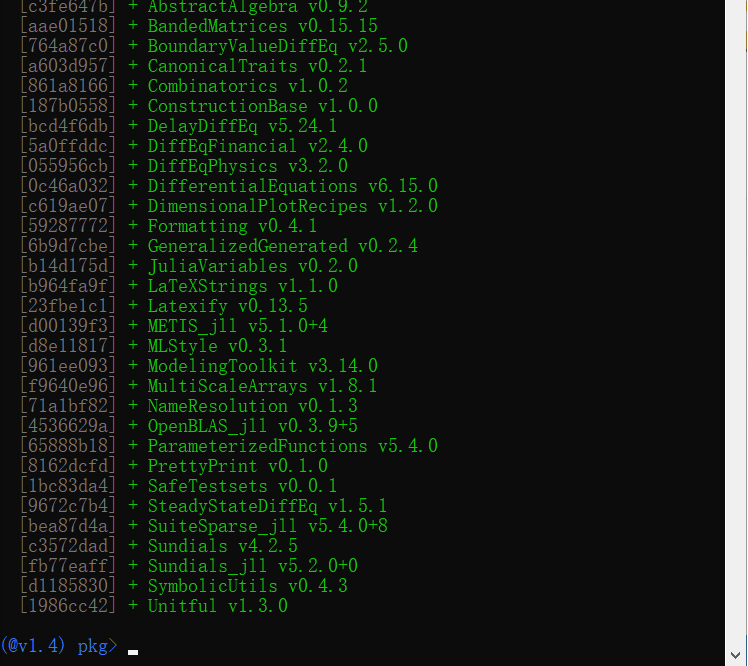 [c3fe647b] + AbstractAlgebra v0.9.2
[aae01518] + BandedMatrices v0.15.15
[764a87c0] + BoundaryValueDiffEq v2.5.0
[a603d957] + CanonicalTraits v0.2.1
[861a8166] + Combinatorics v1.0.2
[187b0558] + ConstructionBase v1.0.0
[bcd4f6db] + DelayDiffEq v5.24.1
[5a0ffddc] + DiffEqFinancial v2.4.0
[055956cb] + DiffEqPhysics v3.2.0
[0c46a032] + DifferentialEquations v6.15.0
[c619ae07] + DimensionalPlotRecipes v1.2.0
[59287772] + Formatting v0.4.1
[6b9d7cbe] + GeneralizedGenerated v0.2.4
[b14d175d] + JuliaVariables v0.2.0
[b964fa9f] + LaTeXStrings v1.1.0
[23fbe1c1] + Latexify v0.13.5
[d00139f3] + METIS_jll v5.1.0+4
[d8e11817] + MLStyle v0.3.1
[961ee093] + ModelingToolkit v3.14.0
[f9640e96] + MultiScaleArrays v1.8.1
[71a1bf82] + NameResolution v0.1.3
[4536629a] + OpenBLAS_jll v0.3.9+5
[65888b18] + ParameterizedFunctions v5.4.0
[8162dcfd] + PrettyPrint v0.1.0
[1bc83da4] + SafeTestsets v0.0.1
[9672c7b4] + SteadyStateDiffEq v1.5.1
[bea87d4a] + SuiteSparse_jll v5.4.0+8
[c3572dad] + Sundials v4.2.5
[fb77eaff] + Sundials_jll v5.2.0+0
[d1185830] + SymbolicUtils v0.4.3
[1986cc42] + Unitful v1.3.0
(@v1.4) pkg>